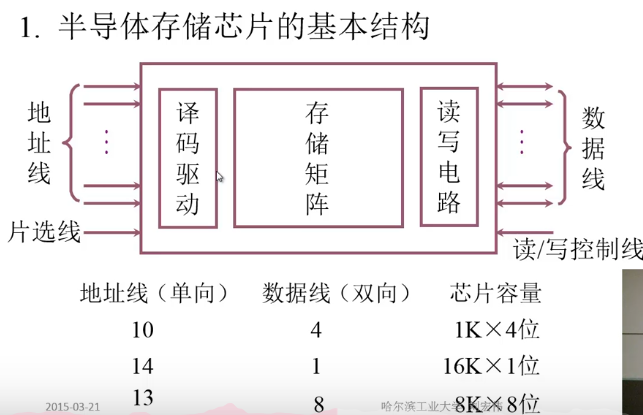 1. 半导体存储芯片的基本结构
地址线
片选线
译码驱动
存储矩阵
读写电路
数据线
读/写控制线
地址线（单向） 数据线（双向） 芯片容量
10 4 1K×4位
14 1 16K×1位
13 8 8K×8位
2015-03-21
哈尔滨工业大学